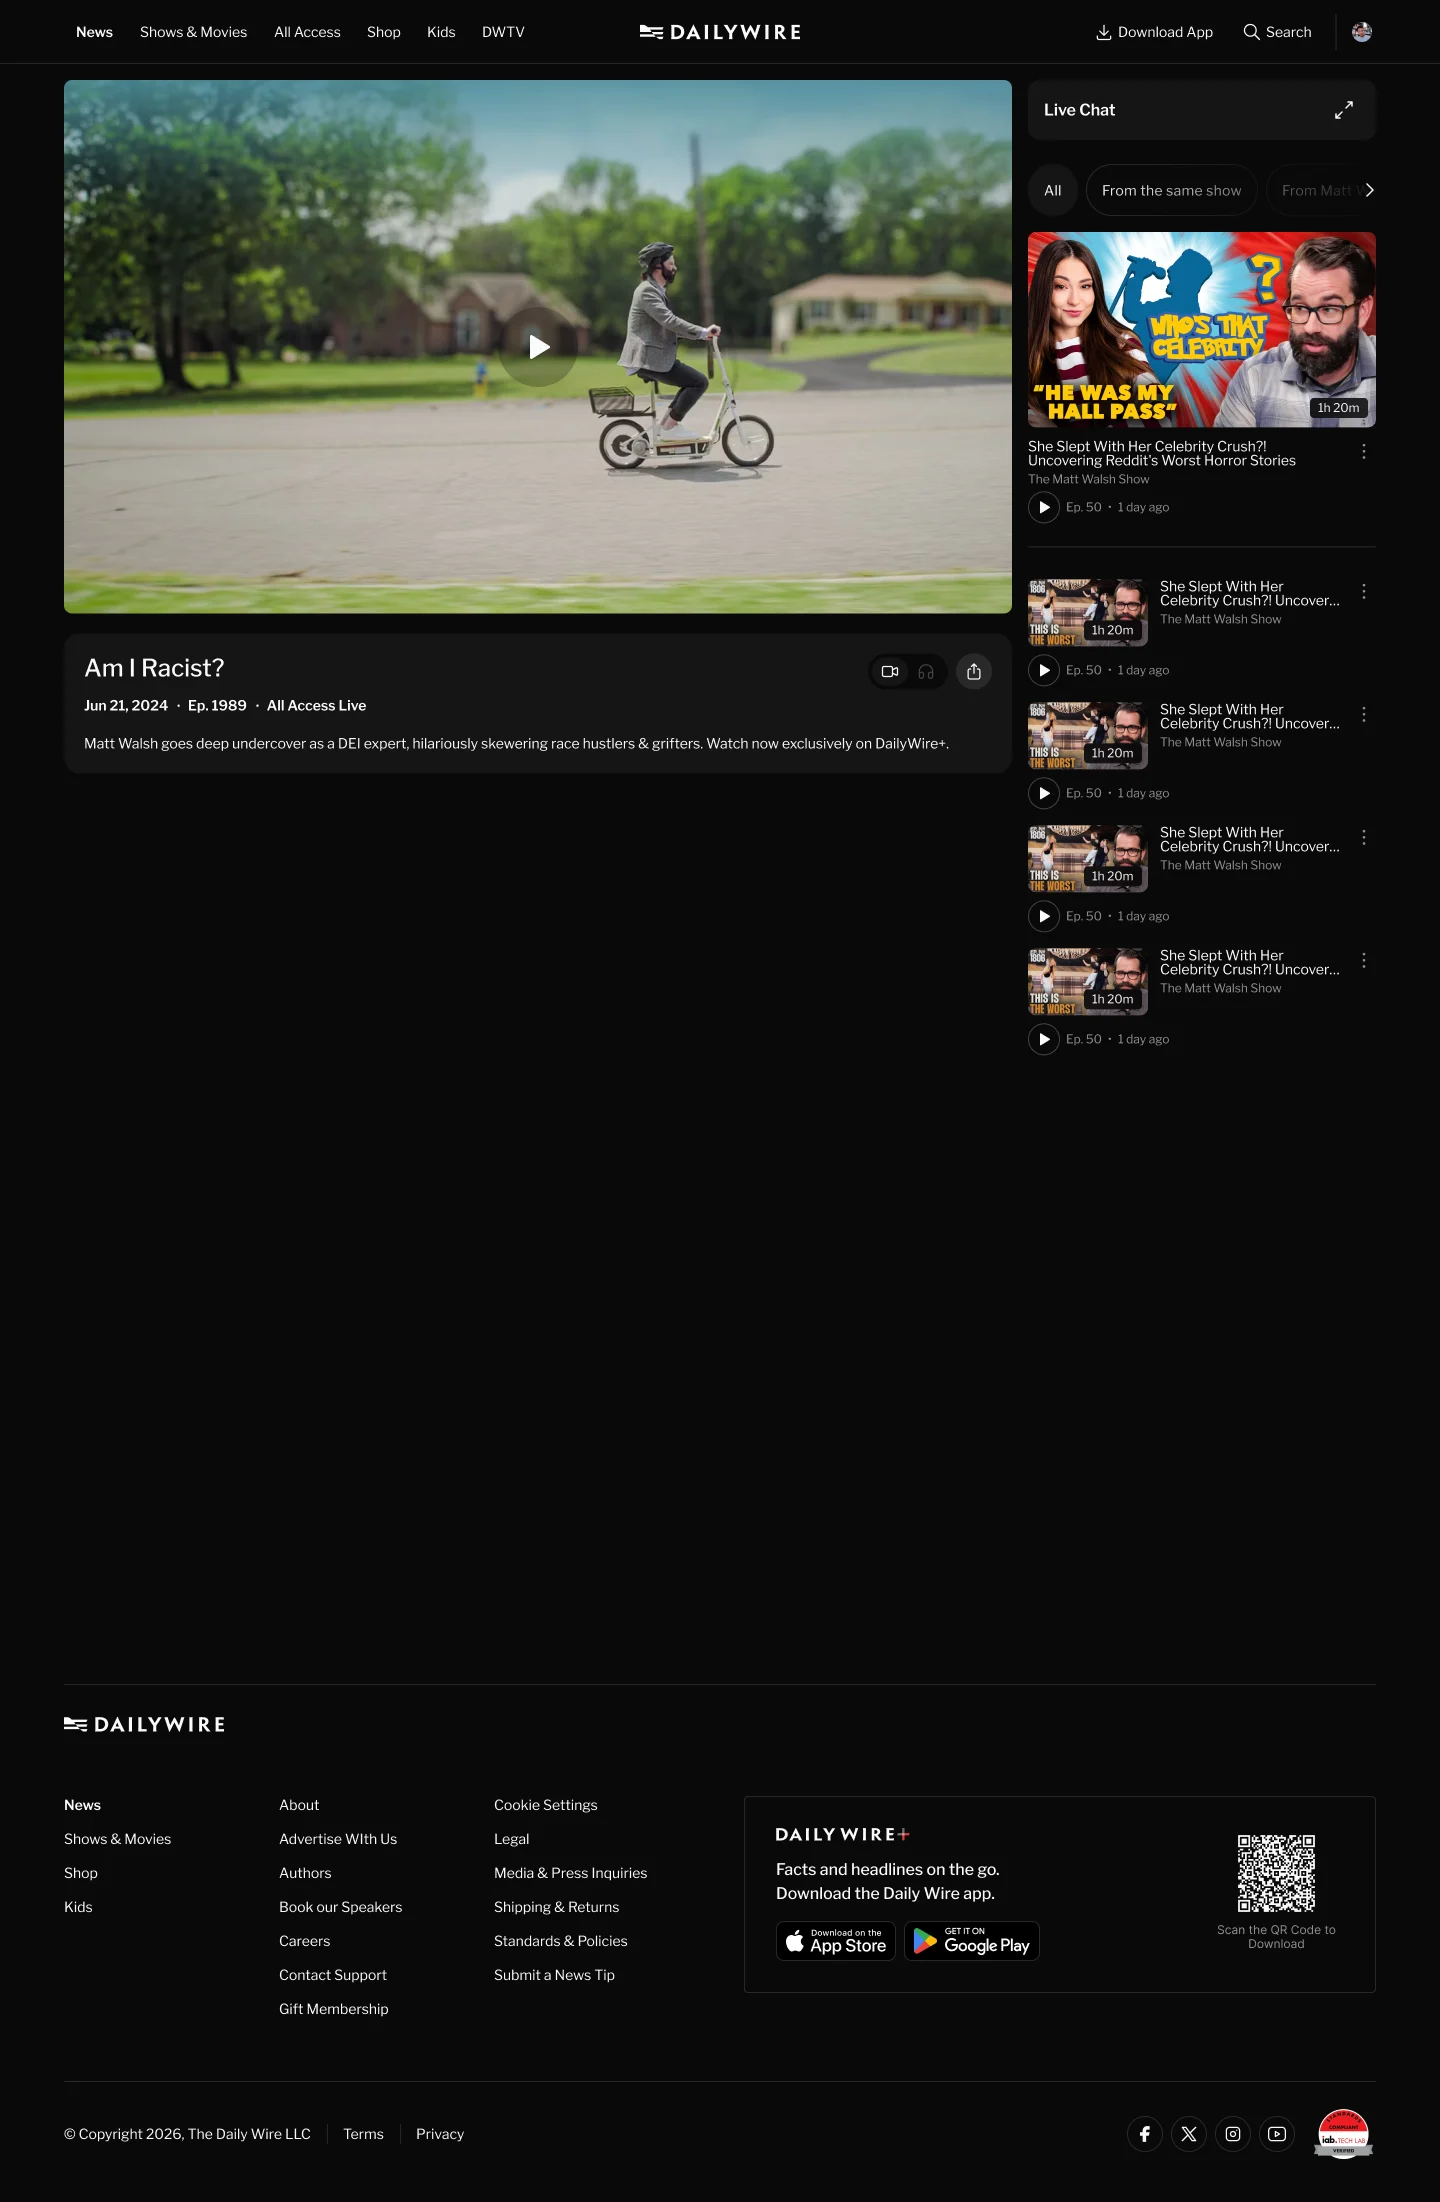 News
Shows & Movies
All Access
Shop
Kids
DWTV
DAILYWIRE
Download App
Search
Live Chat
All
From the same show
From Matt
WHO'S THAT
CELEBRITY
?
"HE WAS MY
HALL PASS"
1h 20m
She Slept With Her Celebrity Crush?!
Uncovering Reddit's Worst Horror Stories
The Matt Walsh Show
Ep. 50 • 1 day ago
Am I Racist?
Jun 21, 2024 • Ep. 1989 • All Access Live
Matt Walsh goes deep undercover as a DEI expert, hilariously skewering race hustlers & grifters. Watch now exclusively on DailyWire+.
1806
THIS IS
THE WORST
1h 20m
She Slept With Her
Celebrity Crush?! Uncover...
The Matt Walsh Show
Ep. 50 • 1 day ago
1806
THIS IS
THE WORST
1h 20m
She Slept With Her
Celebrity Crush?! Uncover...
The Matt Walsh Show
Ep. 50 • 1 day ago
1806
THIS IS
THE WORST
1h 20m
She Slept With Her
Celebrity Crush?! Uncover...
The Matt Walsh Show
Ep. 50 • 1 day ago
1806
THIS IS
THE WORST
1h 20m
She Slept With Her
Celebrity Crush?! Uncover...
The Matt Walsh Show
Ep. 50 • 1 day ago
DAILYWIRE
News
Shows & Movies
Shop
Kids
About
Advertise WIth Us
Authors
Book our Speakers
Careers
Contact Support
Gift Membership
Cookie Settings
Legal
Media & Press Inquiries
Shipping & Returns
Standards & Policies
Submit a News Tip
DAILY WIRE+
Facts and headlines on the go.
Download the Daily Wire app.
Download on the
App Store
GET IT ON
Google Play
Scan the QR Code to
Download
© Copyright 2026, The Daily Wire LLC
Terms
Privacy
STANDARDS
COMPLIANT
iab.TECH LAB
VERIFIED